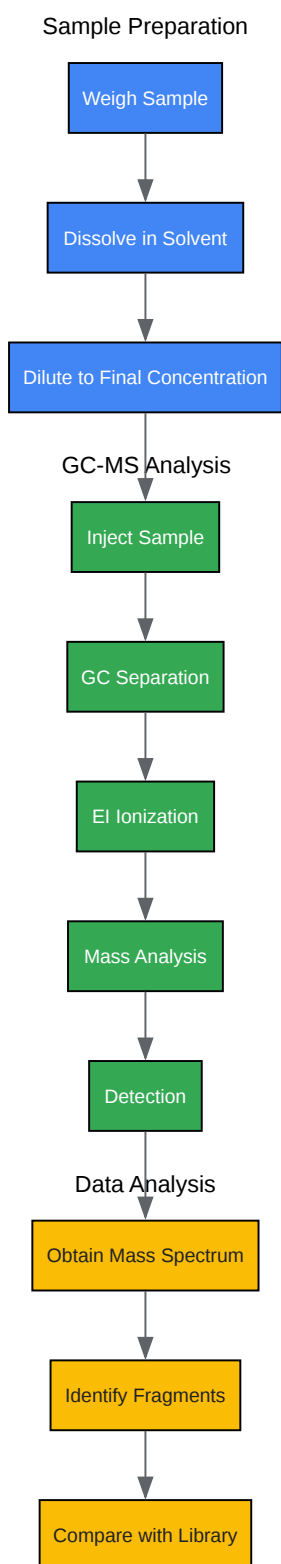 Sample Preparation
Weigh Sample
Dissolve in Solvent
Dilute to Final Concentration
GC-MS Analysis
Inject Sample
GC Separation
EI Ionization
Mass Analysis
Detection
Data Analysis
Obtain Mass Spectrum
Identify Fragments
Compare with Library